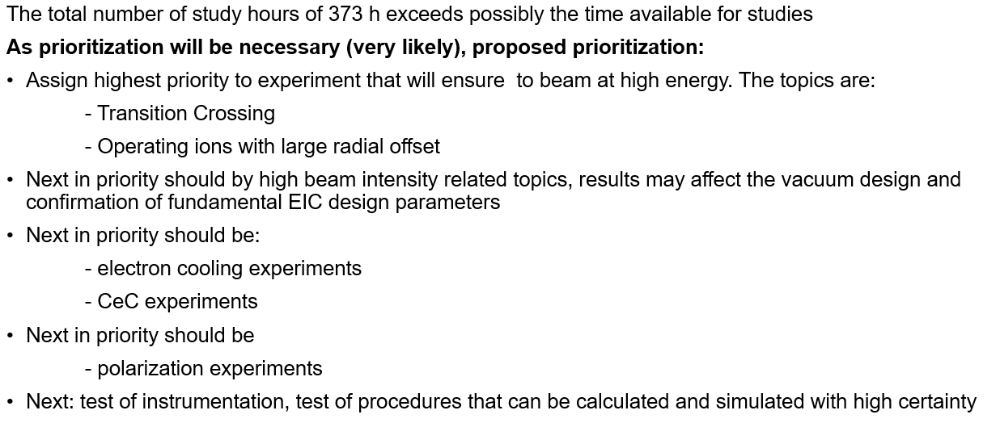 The total number of study hours of 373 h exceeds possibly the time available for studies
As prioritization will be necessary (very likely), proposed prioritization:
• Assign highest priority to experiment that will ensure  to beam at high energy. The topics are:
- Transition Crossing
- Operating ions with large radial offset
• Next in priority should by high beam intensity related topics, results may affect the vacuum design and
confirmation of fundamental EIC design parameters
• Next in priority should be:
- electron cooling experiments
- CeC experiments
• Next in priority should be
- polarization experiments
• Next: test of instrumentation, test of procedures that can be calculated and simulated with high certainty